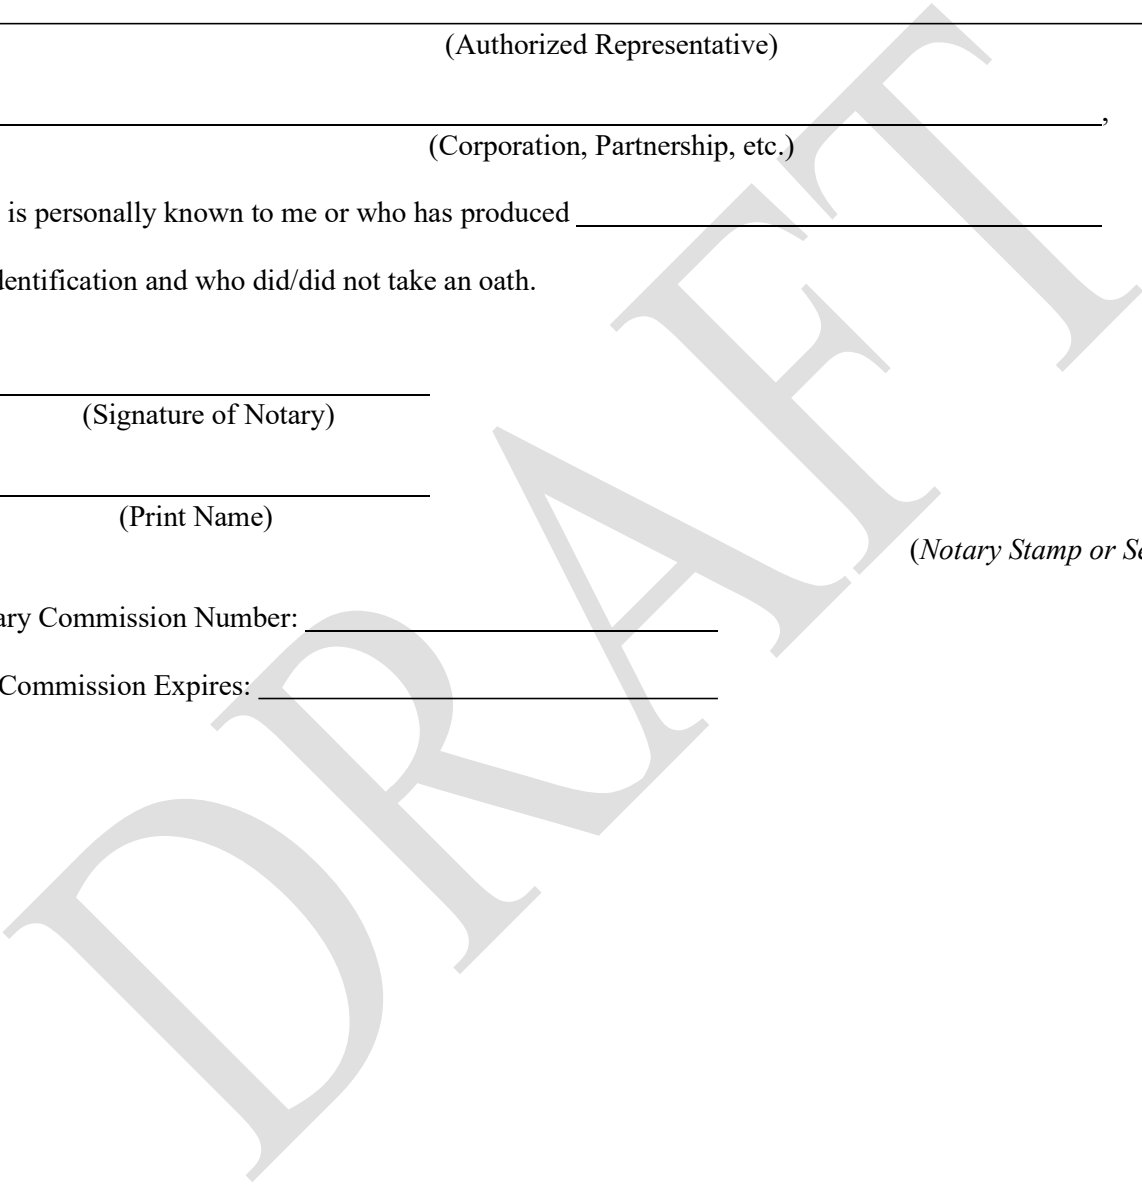 (Authorized Representative)
,
(Corporation, Partnership, etc.)
is personally known to me or who has produced
entification and who did/did not take an oath.
(Signature of Notary)
(Print Name)
(Notary Stamp or Se
ary Commission Number:
Commission Expires:
DRAFT